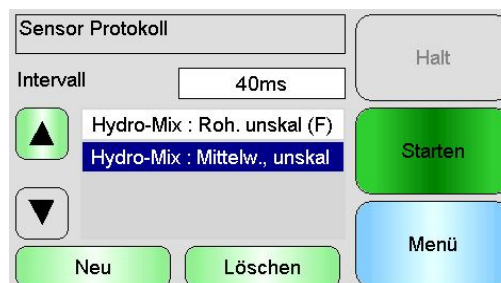 Sensor Protokoll
Halt
Intervall
40ms
Hydro-Mix : Roh. unskal (F)
Hydro-Mix : Mittelw., unskal
Starten
Menü
Neu
Löschen